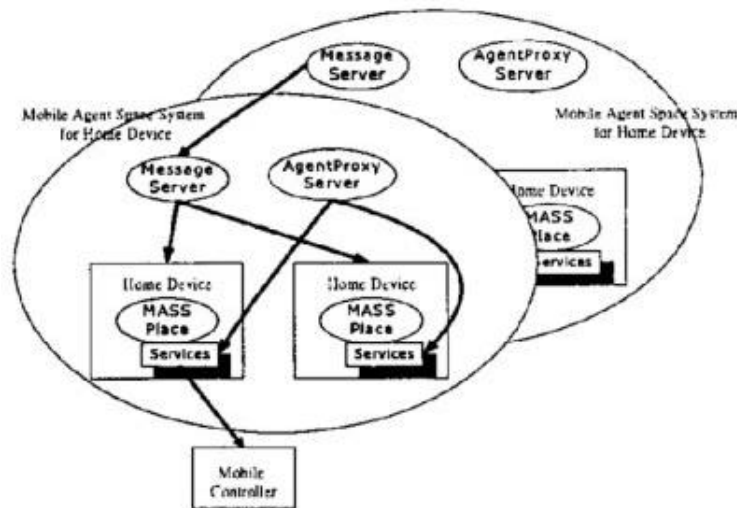 Message
Server
AgentProxy
Server
Mobile Agent Space System
for Home Device
Mobile Agent Space System
for Home Device
Message
Server
AgentProxy
Server
Home Device
MASS
Place
Services
Home Device
MASS
Place
Services
Home Device
MASS
Place
Services
Mobile
Controller